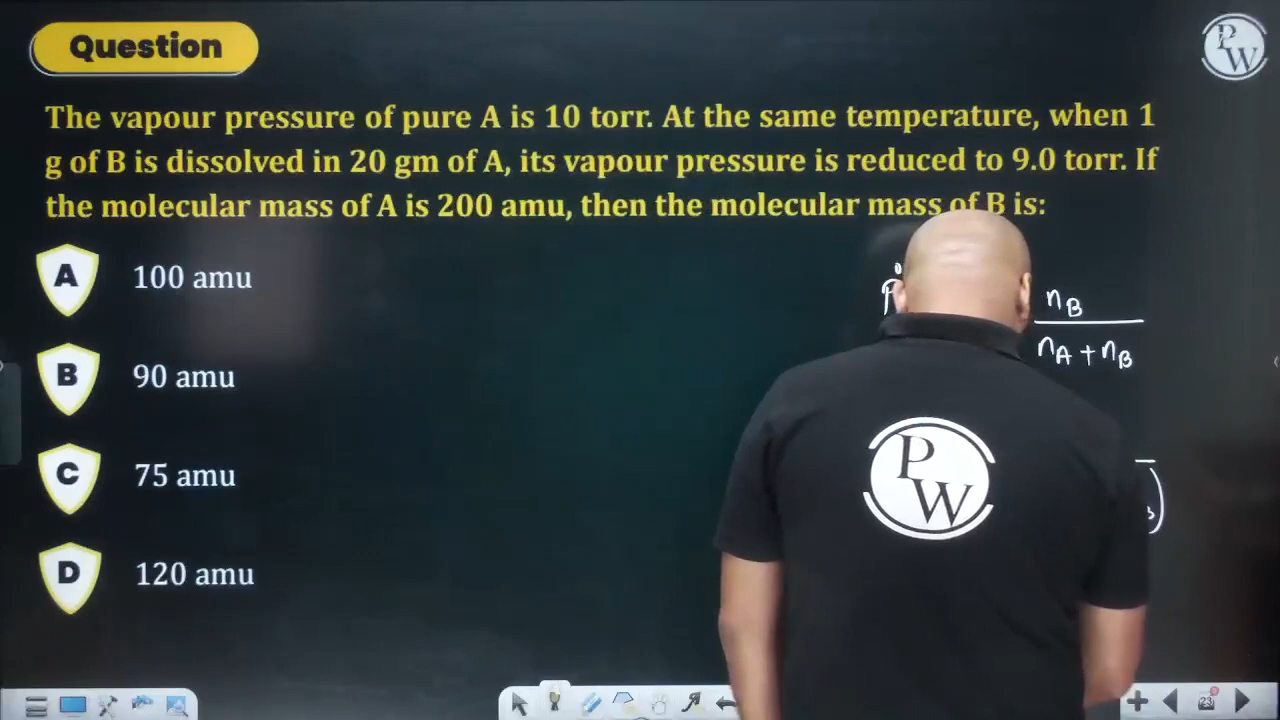 Question
PW
The vapour pressure of pure A is 10 torr. At the same temperature, when 1
g of B is dissolved in 20 gm of A, its vapour pressure is reduced to 9.0 torr. If
the molecular mass of A is 200 amu, then the molecular mass of B is:
A 100 amu
B 90 amu
C 75 amu
D 120 amu
n_B
n_A + n_B
PW
23